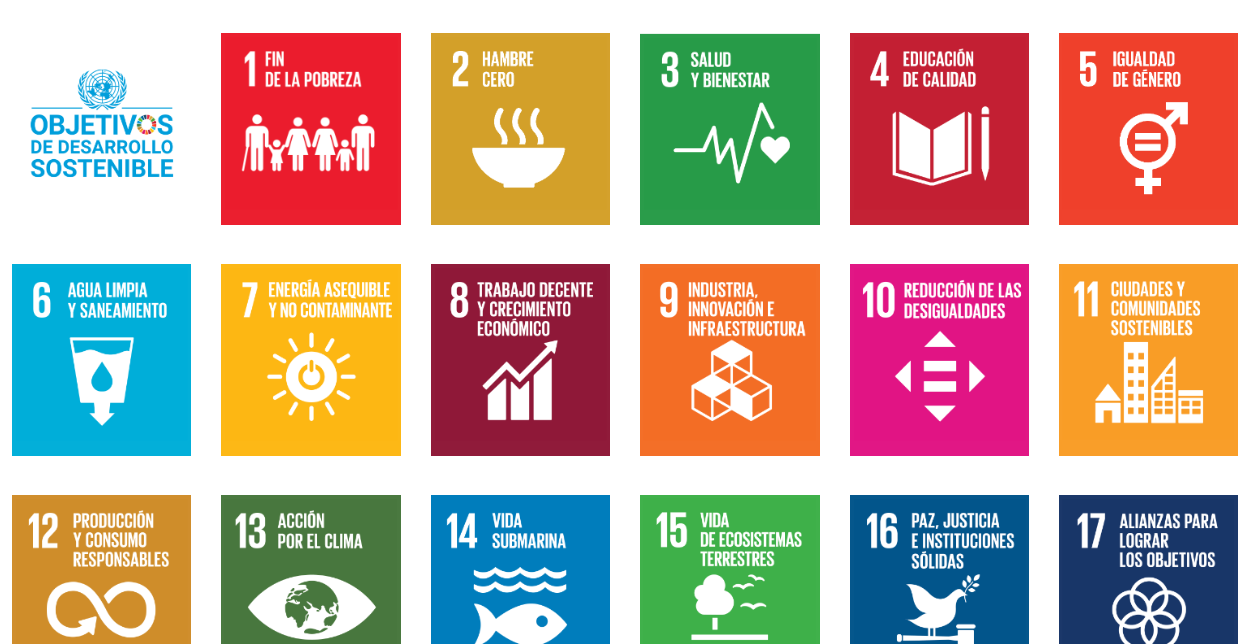 OBJETIVOS
DE DESARROLLO
SOSTENIBLE
1 FIN
DE LA POBREZA
2 HAMBRE
CERO
3 SALUD
Y BIENESTAR
4 EDUCACIÓN
DE CALIDAD
5 IGUALDAD
DE GÉNERO
6 AGUA LIMPIA
Y SANEAMIENTO
7 ENERGÍA ASEQUIBLE
Y NO CONTAMINANTE
8 TRABAJO DECENTE
Y CRECIMIENTO
ECONÓMICO
9 INDUSTRIA,
INNOVACIÓN E
INFRAESTRUCTURA
10 REDUCCIÓN DE LAS
DESIGUALDADES
11 CIUDADES Y
COMUNIDADES
SOSTENIBLES
12 PRODUCCIÓN
Y CONSUMO
RESPONSABLES
13 ACCIÓN
POR EL CLIMA
14 VIDA
SUBMARINA
15 VIDA
DE ECOSISTEMAS
TERRESTRES
16 PAZ, JUSTICIA
E INSTITUCIONES
SÓLIDAS
17 ALIANZAS PARA
LOGRAR
LOS OBJETIVOS